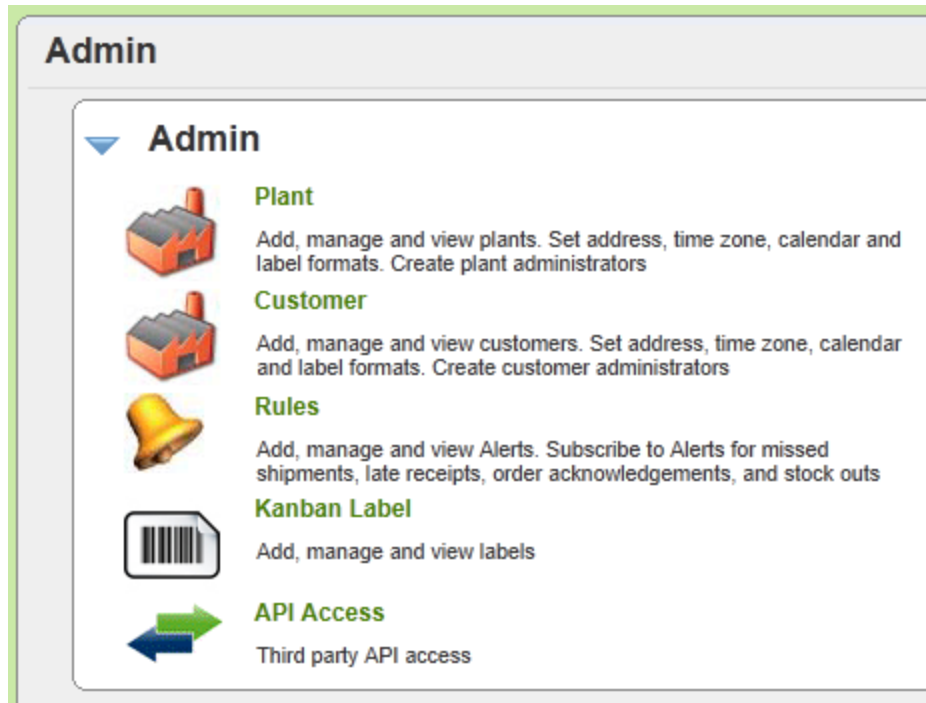 Admin
Admin
Plant
Add, manage and view plants. Set address, time zone, calendar and
label formats. Create plant administrators
Customer
Add, manage and view customers. Set address, time zone, calendar
and label formats. Create customer administrators
Rules
Add, manage and view Alerts. Subscribe to Alerts for missed
shipments, late receipts, order acknowledgements, and stock outs
Kanban Label
Add, manage and view labels
API Access
Third party API access